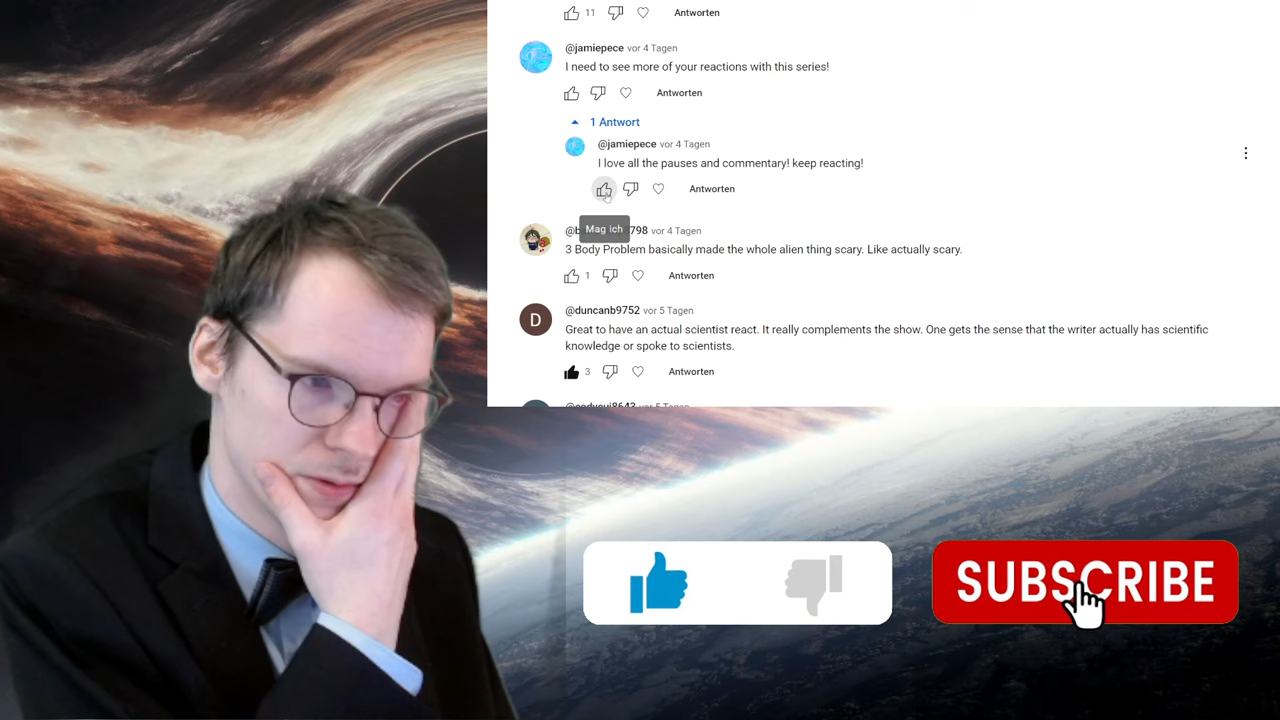 11 Antworten
@jamiepece vor 4 Tagen
I need to see more of your reactions with this series!
Antworten
1 Antwort
@jamiepece vor 4 Tagen
I love all the pauses and commentary! keep reacting!
Antworten
798 vor 4 Tagen
Mag ich
3 Body Problem basically made the whole alien thing scary. Like actually scary.
1 Antworten
D
@duncanb9752 vor 5 Tagen
Great to have an actual scientist react. It really complements the show. One gets the sense that the writer actually has scientific
knowledge or spoke to scientists.
3 Antworten
vor 5 Tagen
SUBSCRIBE